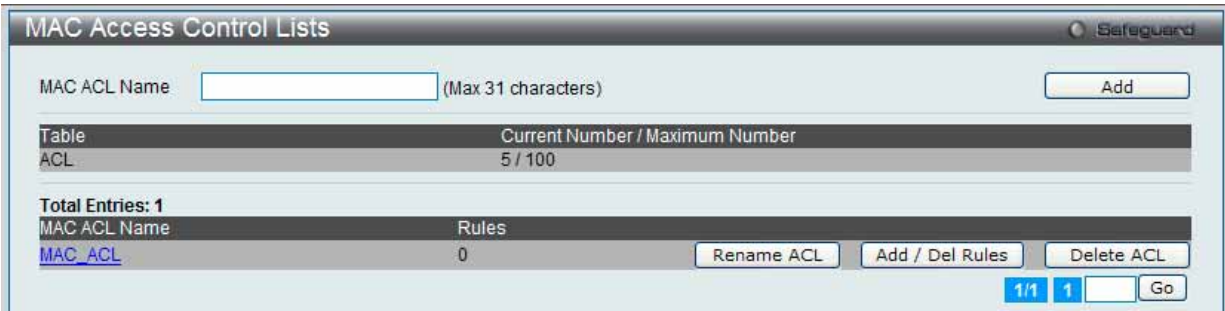 MAC Access Control Lists Safeguard
MAC ACL Name (Max 31 characters) Add
Table Current Number / Maximum Number
ACL 5 / 100
Total Entries: 1
MAC ACL Name Rules
MAC_ACL 0 Rename ACL Add / Del Rules Delete ACL
1/1 1 Go